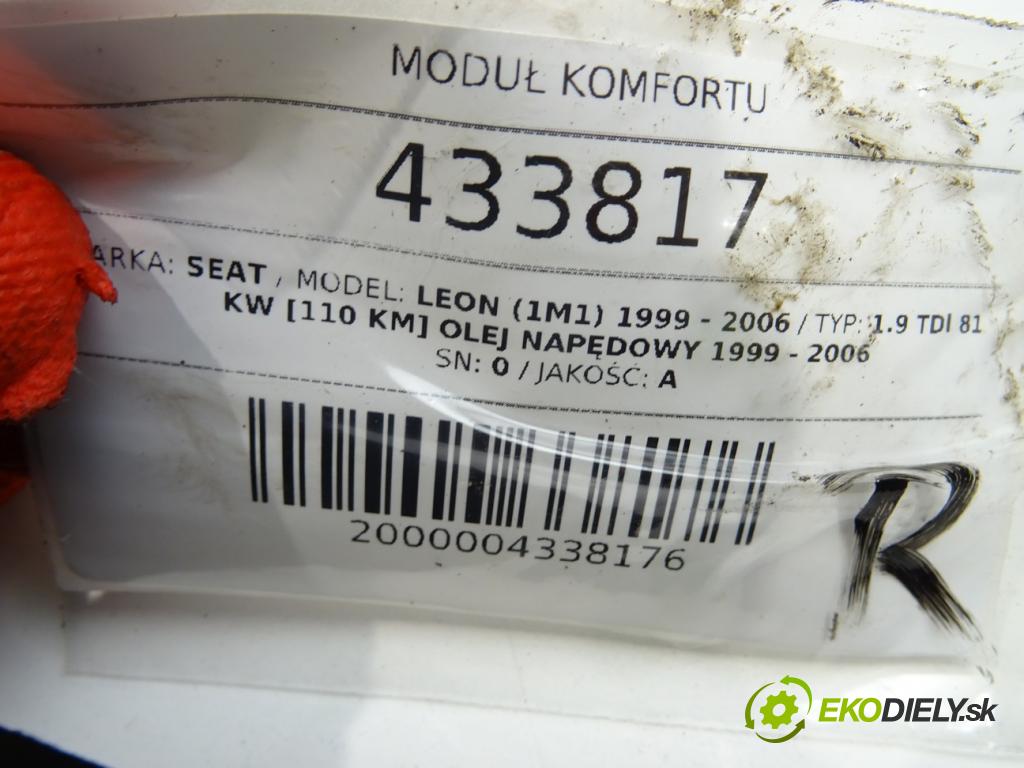 MODUŁ KOMFORTU
433817
ARKA: SEAT / MODEL: LEON (1M1) 1999 - 2006 / TYP: 1.9 TDI 81
KW [110 KM] OLEJ NAPĘDOWY 1999 - 2006
SN: 0 / JAKOŚĆ: A
2000004338176
R
EKODIELY.sk